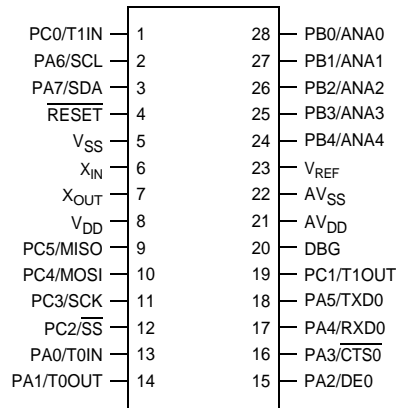 PC0/T1IN 1 28 PB0/ANA0
PA6/SCL 2 27 PB1/ANA1
PA7/SDA 3 26 PB2/ANA2
RESET 4 25 PB3/ANA3
VSS 5 24 PB4/ANA4
XIN 6 23 VREF
XOUT 7 22 AVSS
VDD 8 21 AVDD
PC5/MISO 9 20 DBG
PC4/MOSI 10 19 PC1/T1OUT
PC3/SCK 11 18 PA5/TXD0
PC2/SS 12 17 PA4/RXD0
PA0/T0IN 13 16 PA3/CTS0
PA1/T0OUT 14 15 PA2/DE0